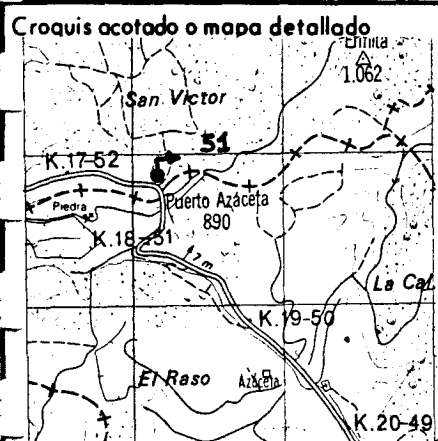 Croquis acotado o mapa detallado
Ermita
1.062
San Victor
51
K.17-52
Piedra
Puerto Azáceta
890
K.18-51
7 m
La Cal.
K.19-50
El Raso
Azáceta
K.20-49